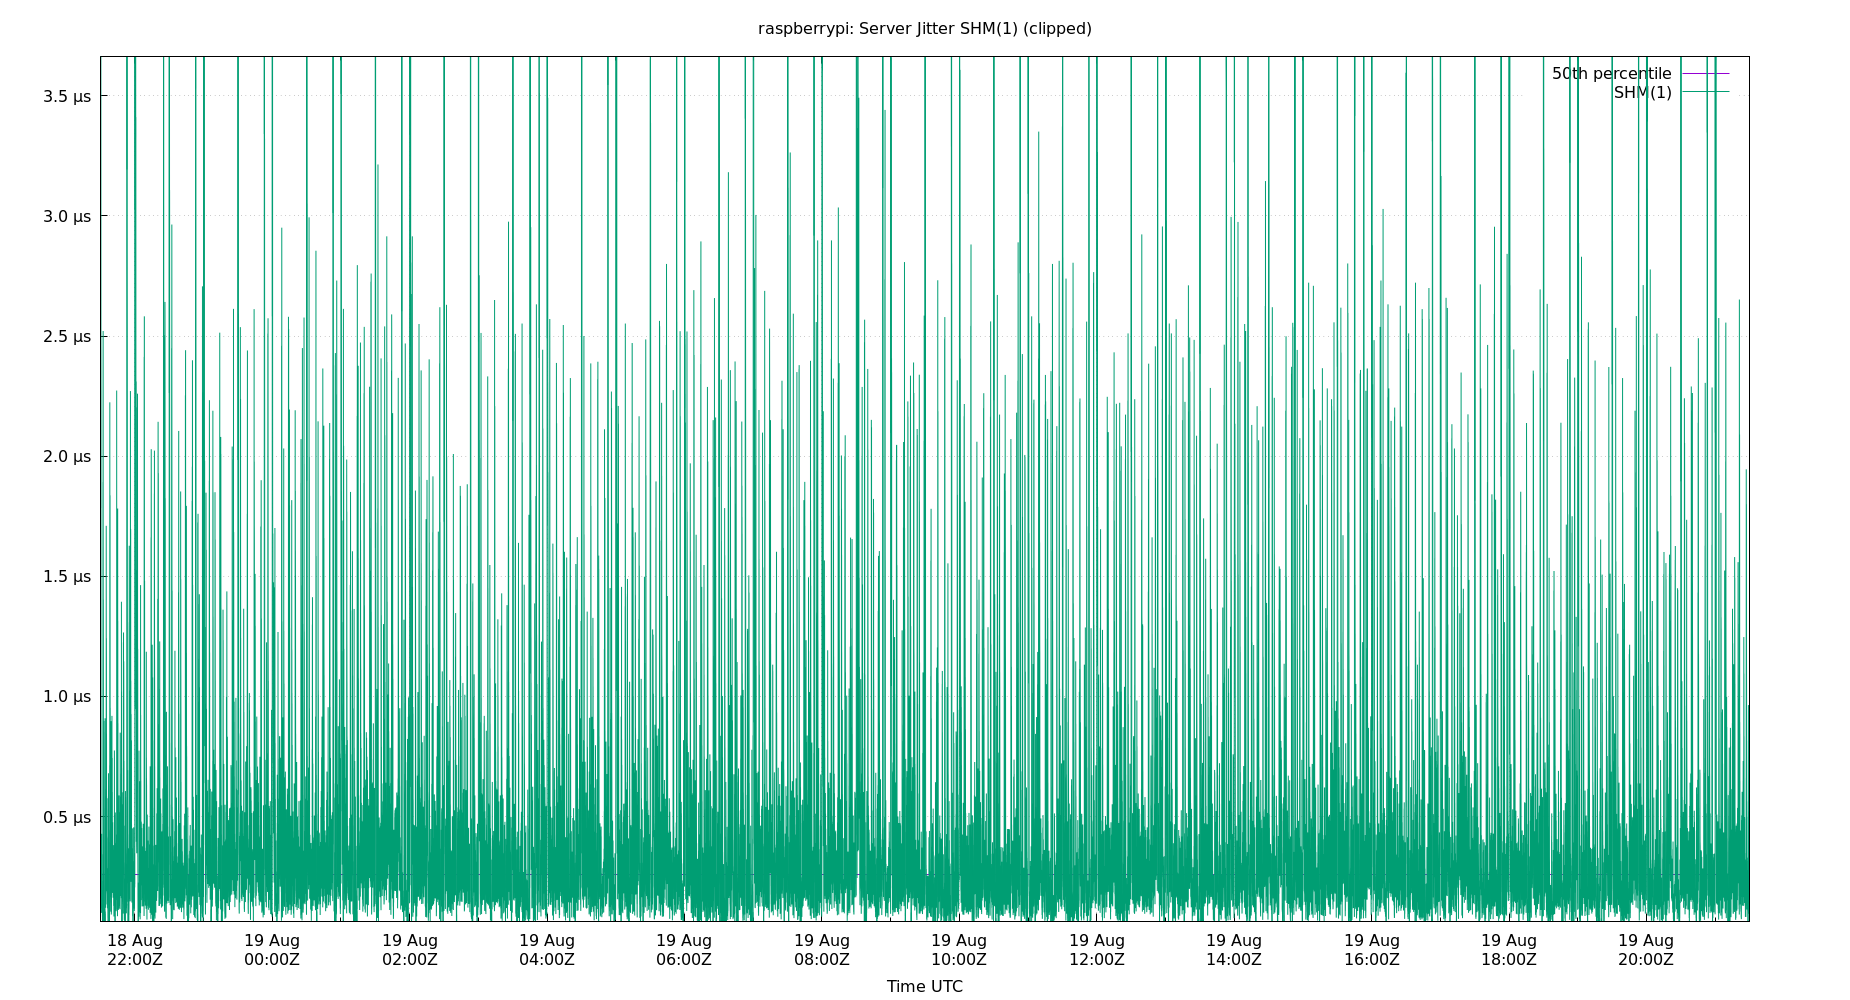 raspberrypi: Server Jitter SHM(1) (clipped)
50th percentile
SHM(1)
3.5 µs
3.0 µs
2.5 µs
2.0 µs
1.5 µs
1.0 µs
0.5 µs
18 Aug 19 Aug 19 Aug 19 Aug 19 Aug 19 Aug 19 Aug 19 Aug 19 Aug 19 Aug 19 Aug 19 Aug
22:00Z 00:00Z 02:00Z 04:00Z 06:00Z 08:00Z 10:00Z 12:00Z 14:00Z 16:00Z 18:00Z 20:00Z
Time UTC